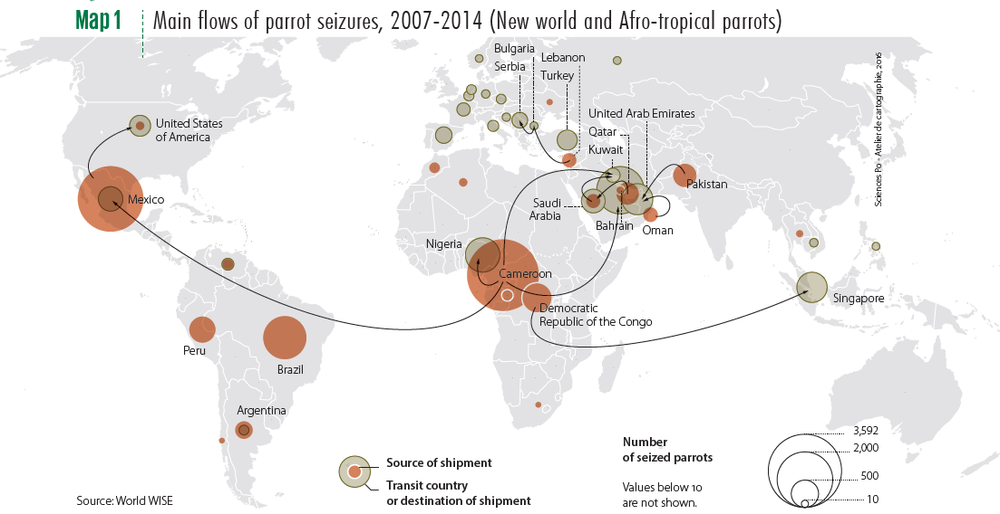 Map 1
Main flows of parrot seizures, 2007-2014 (New world and Afro-tropical parrots)
Bulgaria
Lebanon
Serbia
Turkey
United States
of America
United Arab Emirates
Qatar
Kuwait
Sciences Po - Atelier de cartographie, 2016
Mexico
Pakistan
Saudi
Arabia
Bahrain
Oman
Nigeria
Cameroon
Singapore
Democratic
Republic of the Congo
Peru
Brazil
Argentina
Source of shipment
Transit country
or destination of shipment
Number
of seized parrots
Values below 10
are not shown.
3,592
2,000
500
10
Source: World WISE